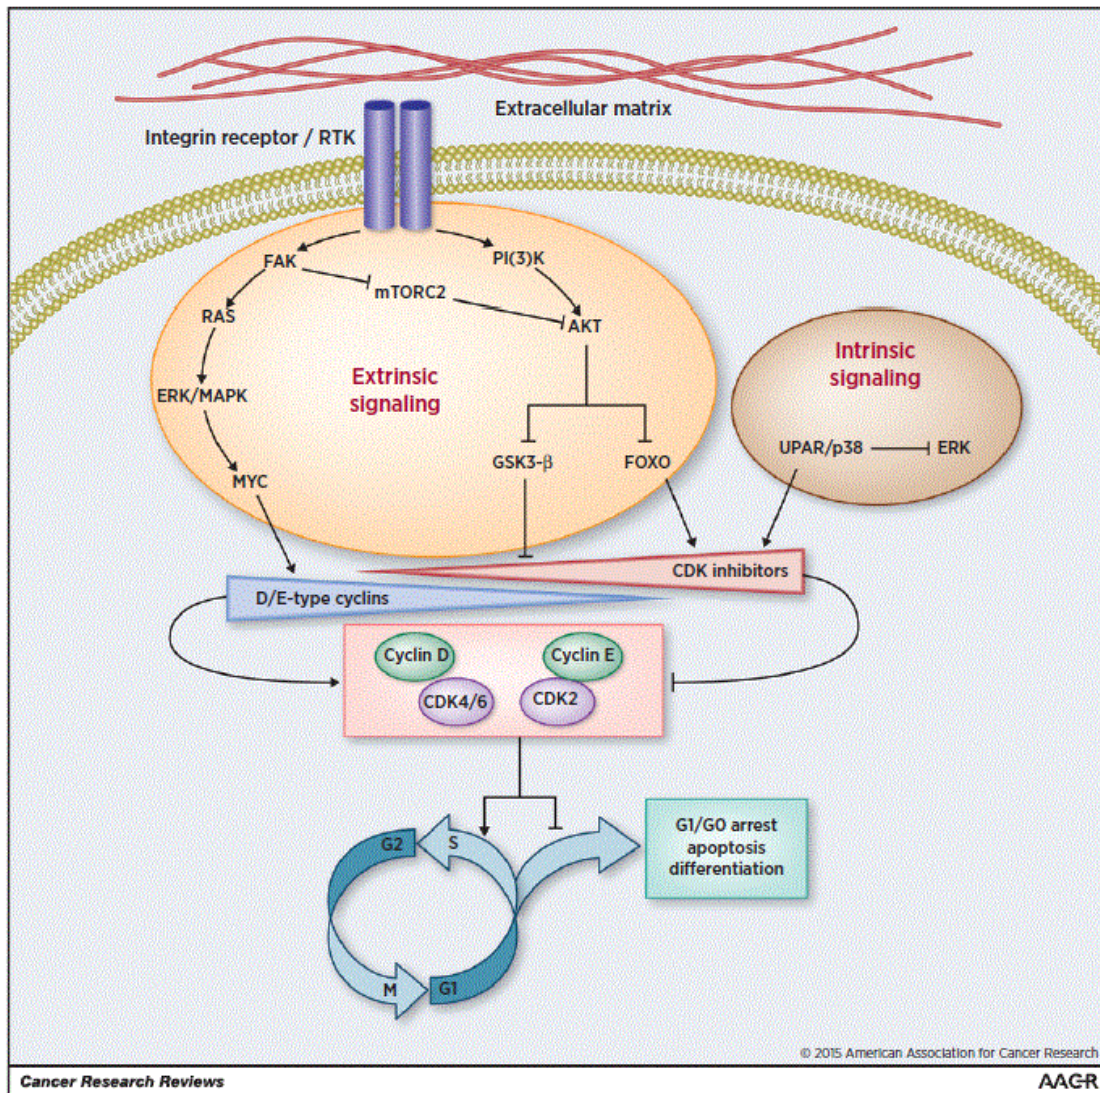 Extracellular matrix
Integrin receptor / RTK
FAK
PI(3)K
mTORC2
RAS
AKT
Extrinsic
signaling
ERK/MAPK
GSK3-β
FOXO
MYC
Intrinsic
signaling
UPAR/p38
ERK
CDK inhibitors
D/E-type cyclins
Cyclin D
Cyclin E
CDK4/6
CDK2
G2
S
M
G1
G1/G0 arrest
apoptosis
differentiation
© 2015 American Association for Cancer Research
Cancer Research Reviews
AACR